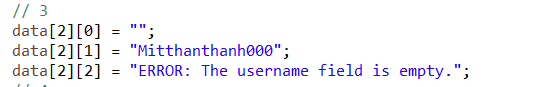 // 3
data[2][0] = "";
data[2][1] = "Mitthanthanh000";
data[2][2] = "ERROR: The username field is empty.";